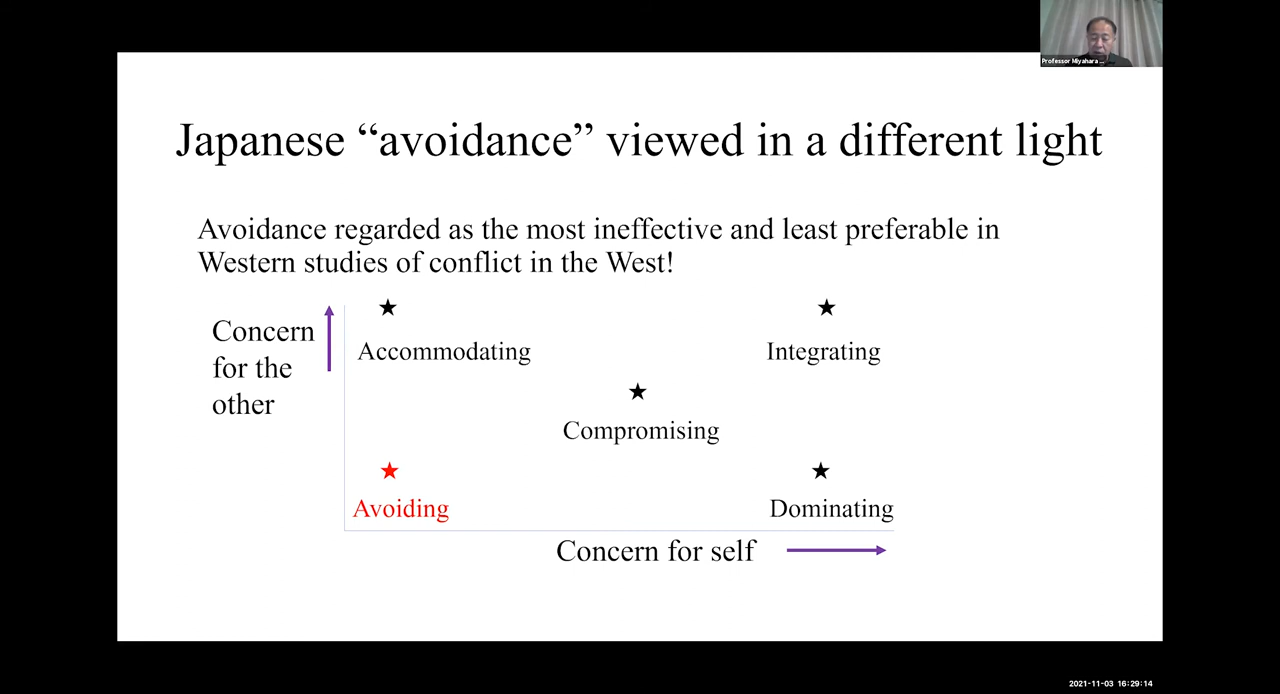 Professor Miyahara ...
Japanese “avoidance” viewed in a different light
Avoidance regarded as the most ineffective and least preferable in
Western studies of conflict in the West!
Concern
for the
other
Accommodating
Integrating
Compromising
Avoiding
Dominating
Concern for self
2021-11-03 16:29:14